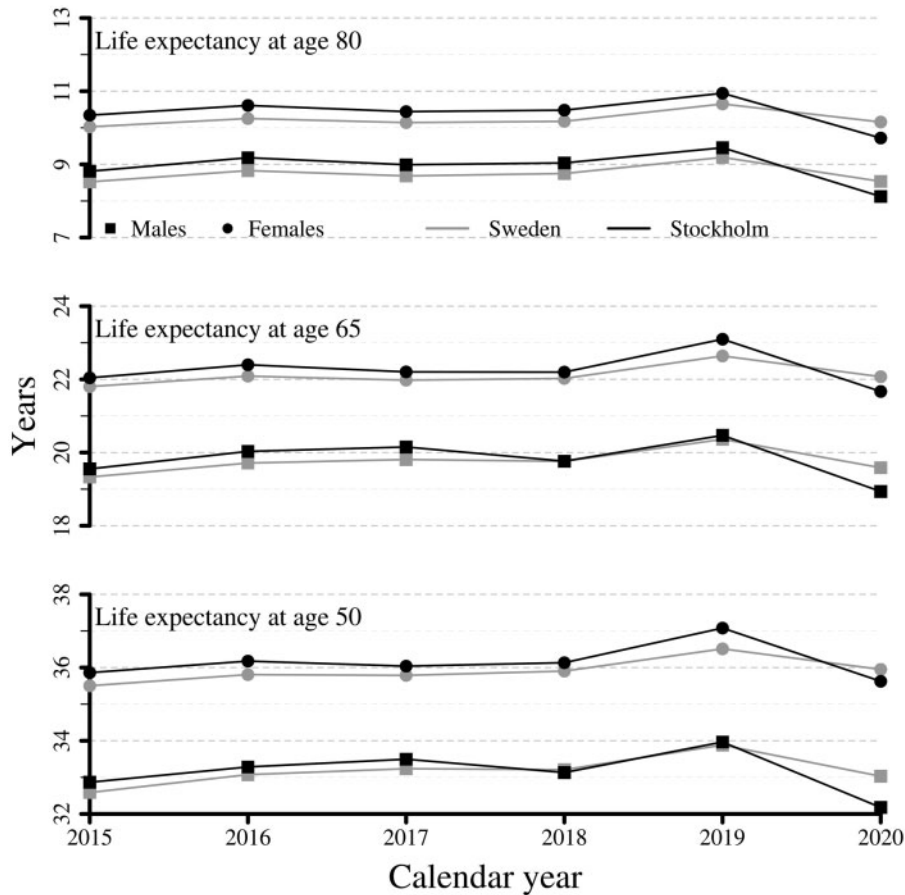 Life expectancy at age 80
13
11
9
7
Males Females Sweden Stockholm
Life expectancy at age 65
24
22
20
18
Years
Life expectancy at age 50
38
36
34
32
2015 2016 2017 2018 2019 2020
Calendar year